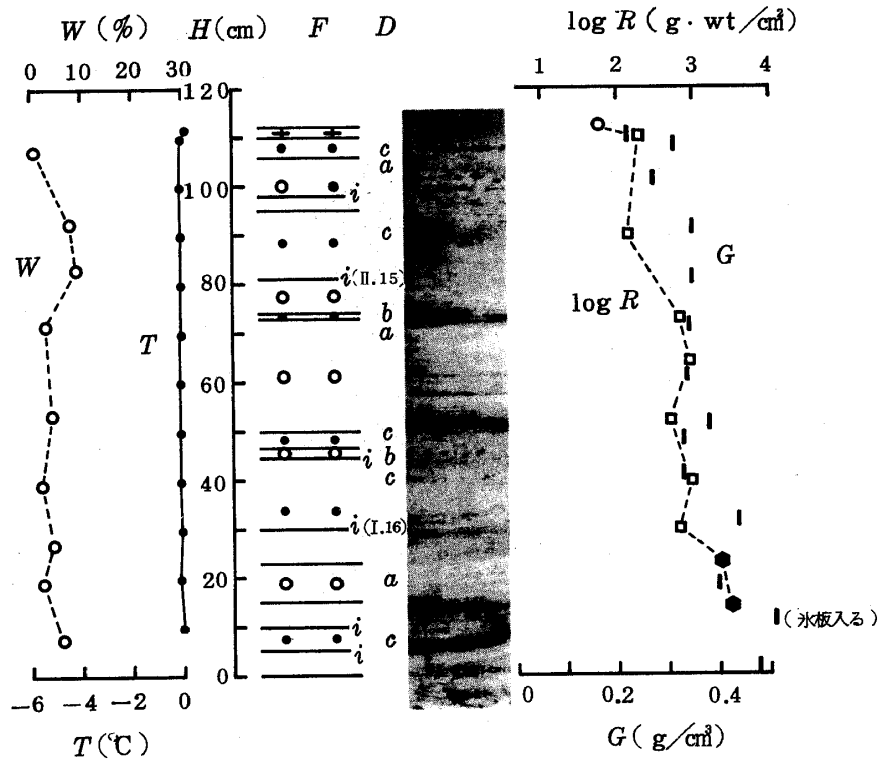 W (%) H(cm) F D log R ( g・wt/cm²)
0 10 20 30 1 2 3 4
120
c
a
100
i
c
W G
80 i(II.15)
log R
b
T a
60
c
i b
40 c
i(I.16)
20 a
i
c (氷板入る)
i
0
-6 -4 -2 0 0 0.2 0.4
T(℃) G( g/cm³)